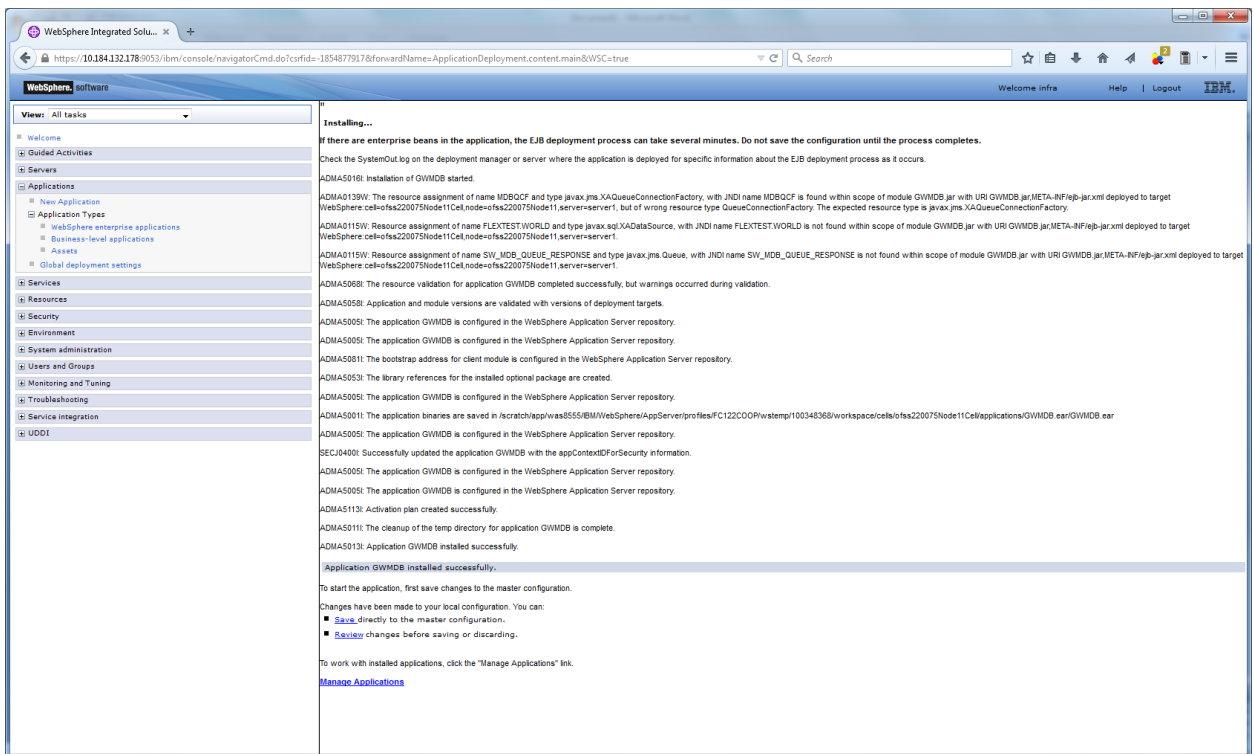 WebSphere Integrated Solu... × +
https://10.184.132.178:9053/ibm/console/navigatorCmd.do?csrfid=-1854877917&forwardName=ApplicationDeployment.content.main&WSC=true
Search
2
WebSphere. software
Welcome infra
Help | Logout
IBM.
View: All tasks
Welcome
Guided Activities
Servers
Applications
New Application
Application Types
WebSphere enterprise applications
Business-level applications
Assets
Global deployment settings
Services
Resources
Security
Environment
System administration
Users and Groups
Monitoring and Tuning
Troubleshooting
Service integration
UDDI
"
Installing...
If there are enterprise beans in the application, the EJB deployment process can take several minutes. Do not save the configuration until the process completes.
Check the SystemOut.log on the deployment manager or server where the application is deployed for specific information about the EJB deployment process as it occurs.
ADMA5016I: Installation of GWMDB started.
ADMA0139W: The resource assignment of name MDBQCF and type javax.jms.XAQueueConnectionFactory, with JNDI name MDBQCF is found within scope of module GWMDB.jar with URI GWMDB.jar,META-INF/ejb-jar.xml deployed to target
WebSphere:cell=ofss220075Node11Cell,node=ofss220075Node11,server=server1, but of wrong resource type QueueConnectionFactory. The expected resource type is javax.jms.XAQueueConnectionFactory.
ADMA0115W: Resource assignment of name FLEXTEST.WORLD and type javax.sql.XADataSource, with JNDI name FLEXTEST.WORLD is not found within scope of module GWMDB.jar with URI GWMDB.jar,META-INF/ejb-jar.xml deployed to target
WebSphere:cell=ofss220075Node11Cell,node=ofss220075Node11,server=server1.
ADMA0115W: Resource assignment of name SW_MDB_QUEUE_RESPONSE and type javax.jms.Queue, with JNDI name SW_MDB_QUEUE_RESPONSE is not found within scope of module GWMDB.jar with URI GWMDB.jar,META-INF/ejb-jar.xml deployed to target
WebSphere:cell=ofss220075Node11Cell,node=ofss220075Node11,server=server1.
ADMA5068I: The resource validation for application GWMDB completed successfully, but warnings occurred during validation.
ADMA5058I: Application and module versions are validated with versions of deployment targets.
ADMA5005I: The application GWMDB is configured in the WebSphere Application Server repository.
ADMA5005I: The application GWMDB is configured in the WebSphere Application Server repository.
ADMA5081I: The bootstrap address for client module is configured in the WebSphere Application Server repository.
ADMA5053I: The library references for the installed optional package are created.
ADMA5005I: The application GWMDB is configured in the WebSphere Application Server repository.
ADMA5001I: The application binaries are saved in /scratch/app/was8555/IBM/WebSphere/AppServer/profiles/FC122COOP/wstemp/100348368/workspace/cells/ofss220075Node11Cell/applications/GWMDB.ear/GWMDB.ear
ADMA5005I: The application GWMDB is configured in the WebSphere Application Server repository.
SECJ0400I: Successfully updated the application GWMDB with the appContextIDForSecurity information.
ADMA5005I: The application GWMDB is configured in the WebSphere Application Server repository.
ADMA5005I: The application GWMDB is configured in the WebSphere Application Server repository.
ADMA5113I: Activation plan created successfully.
ADMA5011I: The cleanup of the temp directory for application GWMDB is complete.
ADMA5013I: Application GWMDB installed successfully.
Application GWMDB installed successfully.
To start the application, first save changes to the master configuration.
Changes have been made to your local configuration. You can:
Save directly to the master configuration.
Review changes before saving or discarding.
To work with installed applications, click the "Manage Applications" link.
Manage Applications